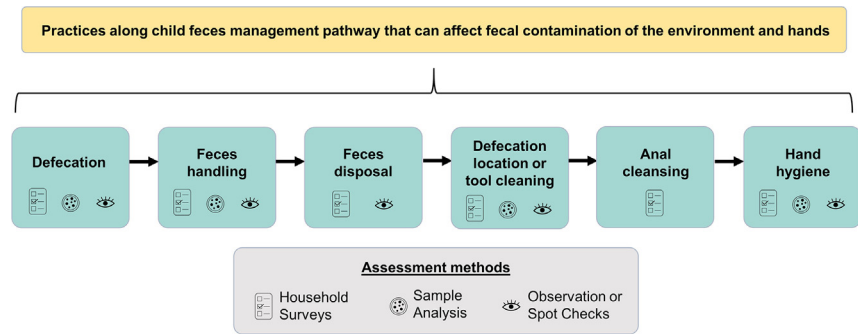 Practices along child feces management pathway that can affect fecal contamination of the environment and hands
Defecation
Feces
handling
Feces
disposal
Defecation
location or
tool cleaning
Anal
cleansing
Hand
hygiene
Assessment methods
Household
Surveys
Sample
Analysis
Observation or
Spot Checks